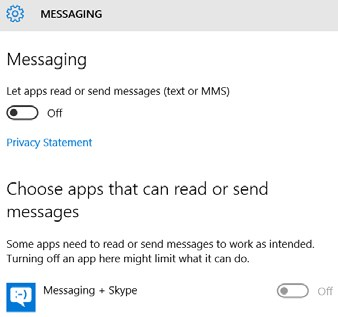 MESSAGING
Messaging
Let apps read or send messages (text or MMS)
Off
Privacy Statement
Choose apps that can read or send
messages
Some apps need to read or send messages to work as intended.
Turning off an app here might limit what it can do.
Messaging + Skype
Off